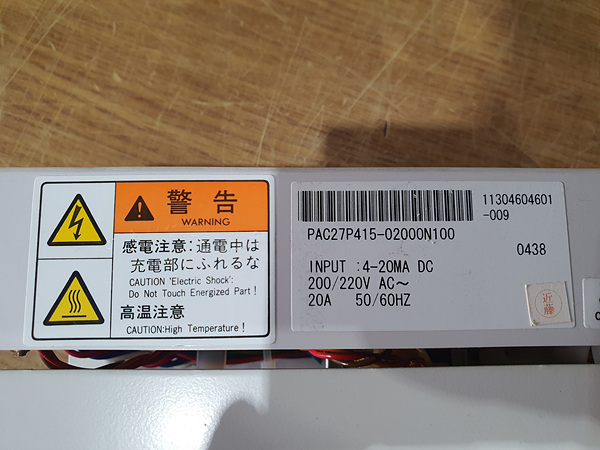 警告
WARNING
感電注意:通電中は
充電部にふれるな
CAUTION 'Electric Shock':
Do Not Touch Energized Part!
高温注意
CAUTION:High Temperature!
11304604601
-009
PAC27P415-02000N100
0438
INPUT :4-20MA DC
200/220V AC~
20A 50/60HZ
近藤